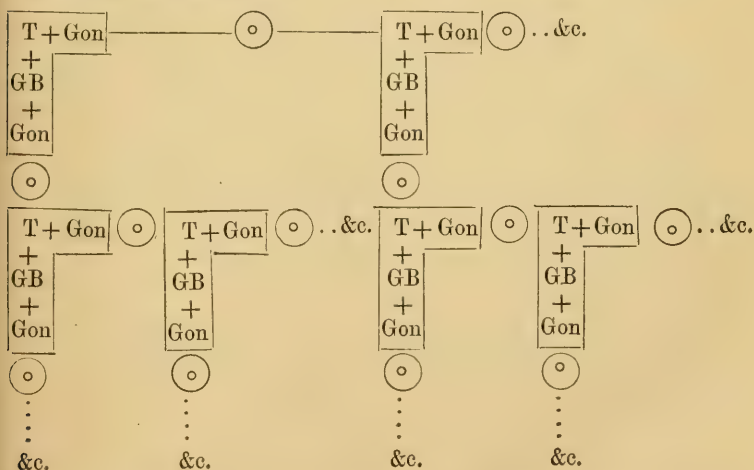 T+Gon T+Gon ..&c.
+ +
GB GB
+ +
Gon Gon
T+Gon T+Gon ..&c. T+Gon T+Gon ..&c.
+ + + +
GB GB GB GB
+ + + +
Gon Gon Gon Gon
&c. &c. &c. &c.